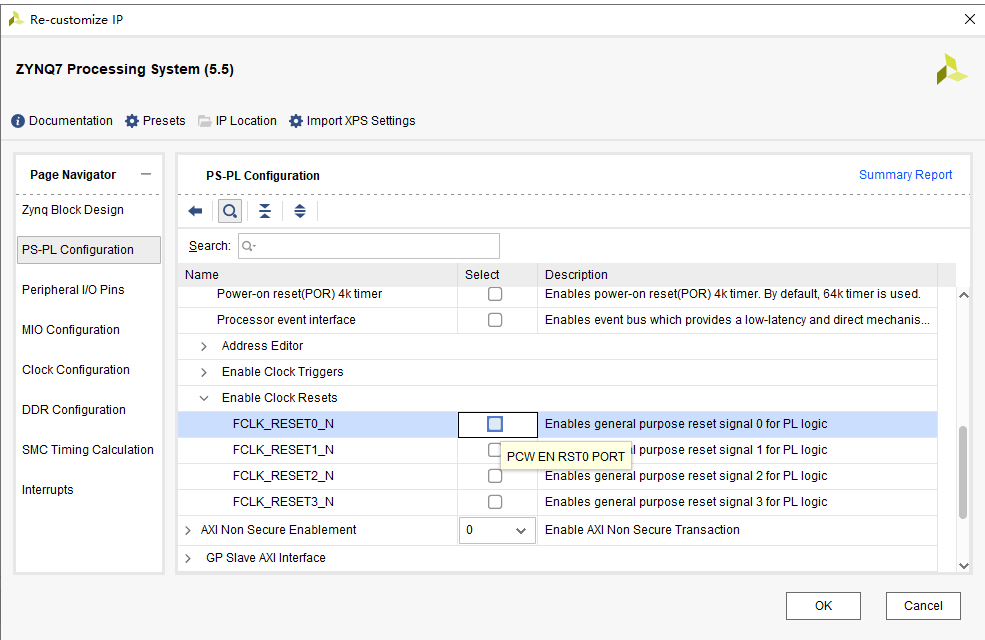 Re-customize IP
ZYNQ7 Processing System (5.5)
Documentation Presets IP Location Import XPS Settings
Page Navigator
Zynq Block Design
PS-PL Configuration
Peripheral I/O Pins
MIO Configuration
Clock Configuration
DDR Configuration
SMC Timing Calculation
Interrupts
PS-PL Configuration Summary Report
Search:
Name Select Description
Power-on reset(POR) 4k timer Enables power-on reset(POR) 4k timer. By default, 64k timer is used.
Processor event interface Enables event bus which provides a low-latency and direct mechanis...
Address Editor
Enable Clock Triggers
Enable Clock Resets
FCLK_RESET0_N Enables general purpose reset signal 0 for PL logic
FCLK_RESET1_N general purpose reset signal 1 for PL logic
PCW EN RST0 PORT
FCLK_RESET2_N Enables general purpose reset signal 2 for PL logic
FCLK_RESET3_N Enables general purpose reset signal 3 for PL logic
AXI Non Secure Enablement 0 Enable AXI Non Secure Transaction
GP Slave AXI Interface
OK Cancel